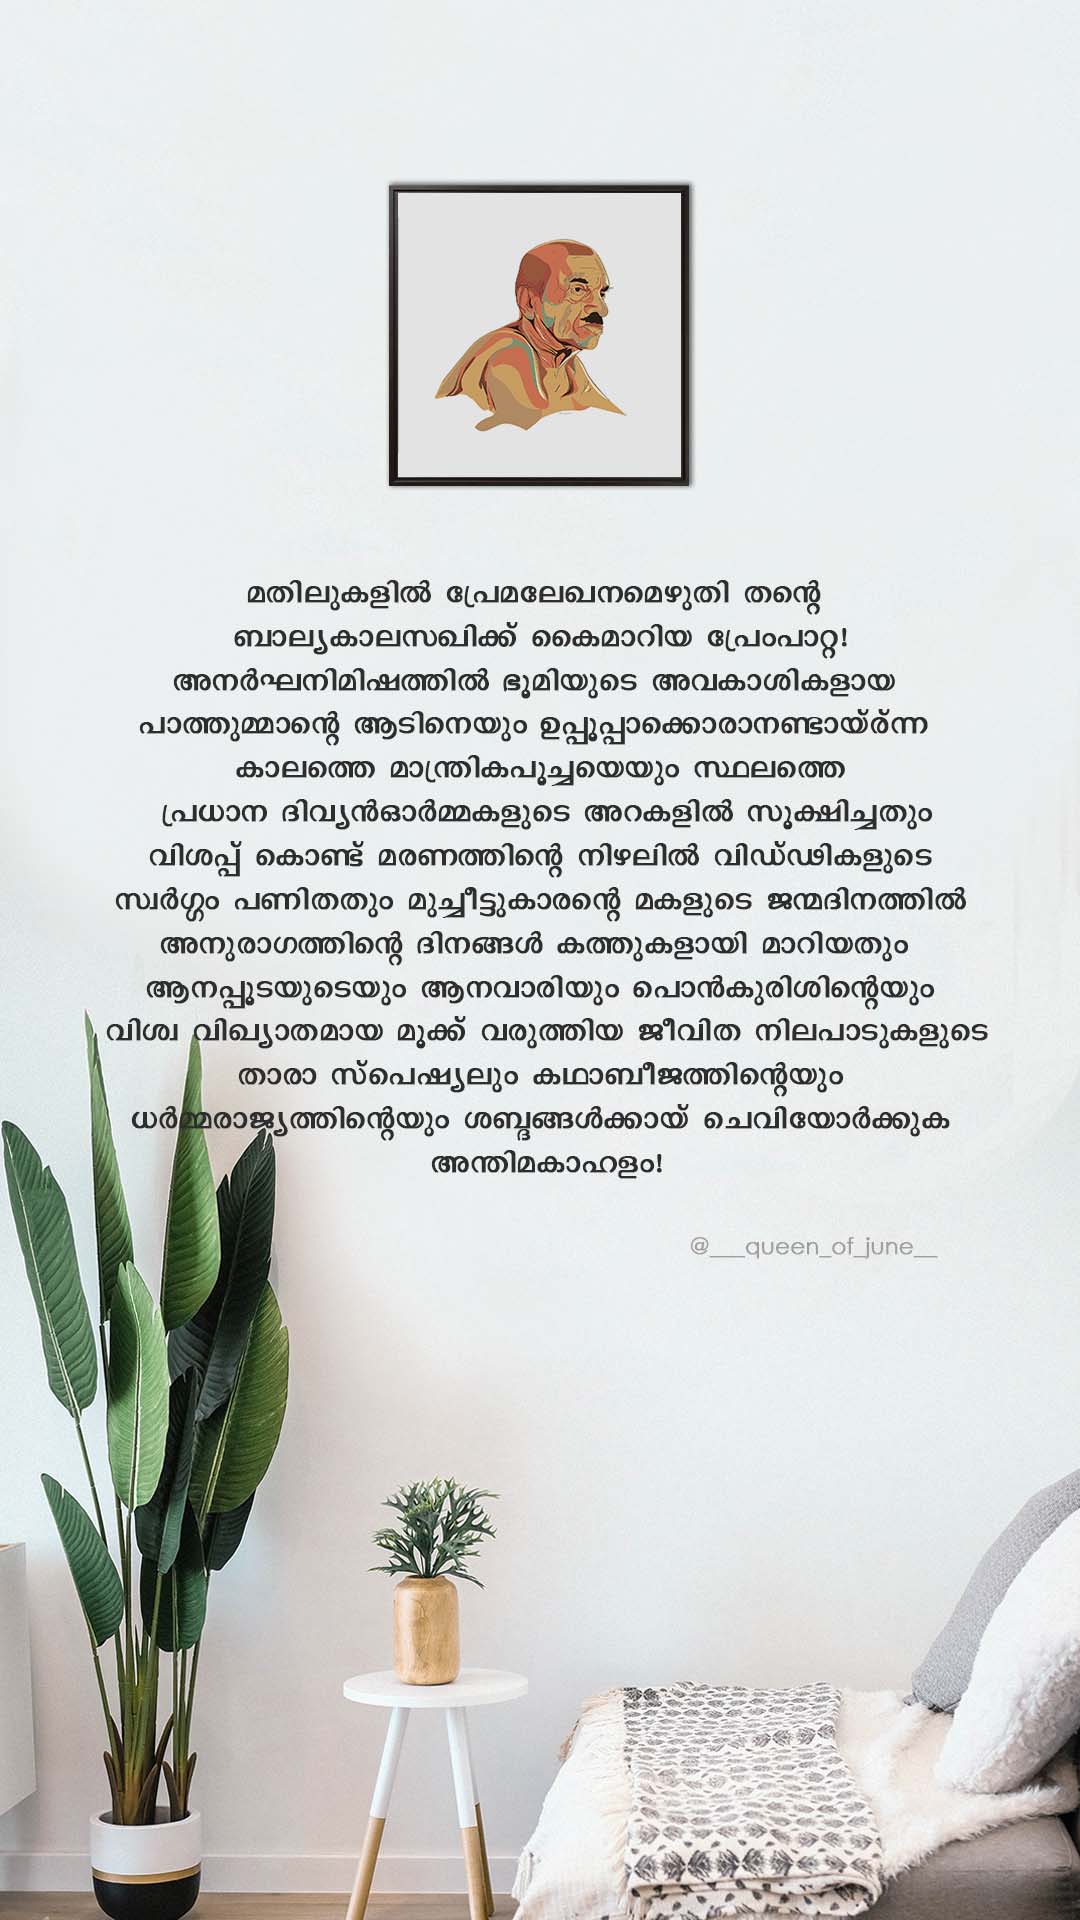 മതിലുകളിൽ പ്രേമലേഖനമെഴുതി തന്റെ
ബാല്യകാലസഖിക്ക് കൈമാറിയ പ്രേംപാറ്റ!
അനർഘനിമിഷത്തിൽ ഭൂമിയുടെ അവകാശികളായ
പാത്തുമ്മാന്റെ ആടിനെയും ഉപ്പൂപ്പാക്കൊരാനണ്ടായ്ര്ന്ന
കാലത്തെ മാന്ത്രികപൂച്ചയെയും സ്ഥലത്തെ
പ്രധാന ദിവ്യൻഓർമ്മകളുടെ അറകളിൽ സൂക്ഷിച്ചതും
വിശപ്പ് കൊണ്ട് മരണത്തിന്റെ നിഴലിൽ വിഡ്ഢികളുടെ
സ്വർഗ്ഗം പണിതതും മുച്ചീട്ടുകാരന്റെ മകളുടെ ജന്മദിനത്തിൽ
അനുരാഗത്തിന്റെ ദിനങ്ങൾ കത്തുകളായി മാറിയതും
ആനപ്പൂടയുടെയും ആനവാരിയും പൊൻകുരിശിന്റെയും
വിശ്വ വിഖ്യാതമായ മൂക്ക് വരുത്തിയ ജീവിത നിലപാടുകളുടെ
താരാ സ്പെഷ്യലും കഥാബീജത്തിന്റെയും
ധർമ്മരാജ്യത്തിന്റെയും ശബ്ദങ്ങൾക്കായ് ചെവിയോർക്കുക
അന്തിമകാഹളം!
@___queen_of_june__